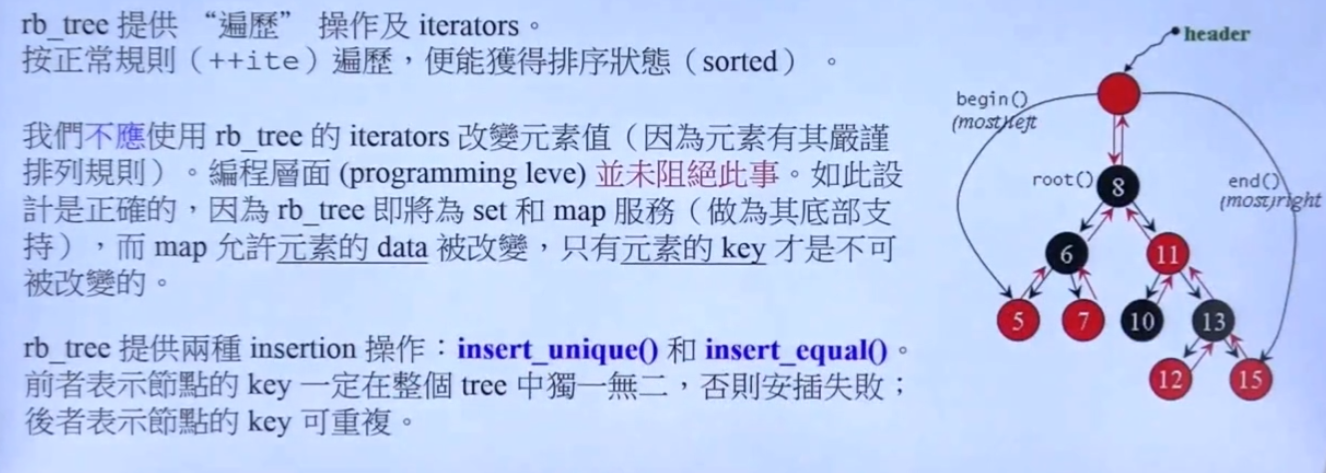 rb_tree 提供 “遍歷” 操作及 iterators。
按正常規則（++ite）遍歷，便能獲得排序狀態（sorted） 。
我們不應使用 rb_tree 的 iterators 改變元素值（因為元素有其嚴謹
排列規則）。編程層面 (programming leve) 並未阻絕此事。如此設
計是正確的，因為 rb_tree 即將為 set 和 map 服務（做為其底部支
持），而 map 允許元素的 data 被改變，只有元素的 key 才是不可
被改變的。
rb_tree 提供兩種 insertion 操作：insert_unique() 和 insert_equal()。
前者表示節點的 key 一定在整個 tree 中獨一無二，否則安插失敗；
後者表示節點的 key 可重複。
header
begin()
(most)left
root()
8
end()
(most)right
6
11
5
7
10
13
12
15